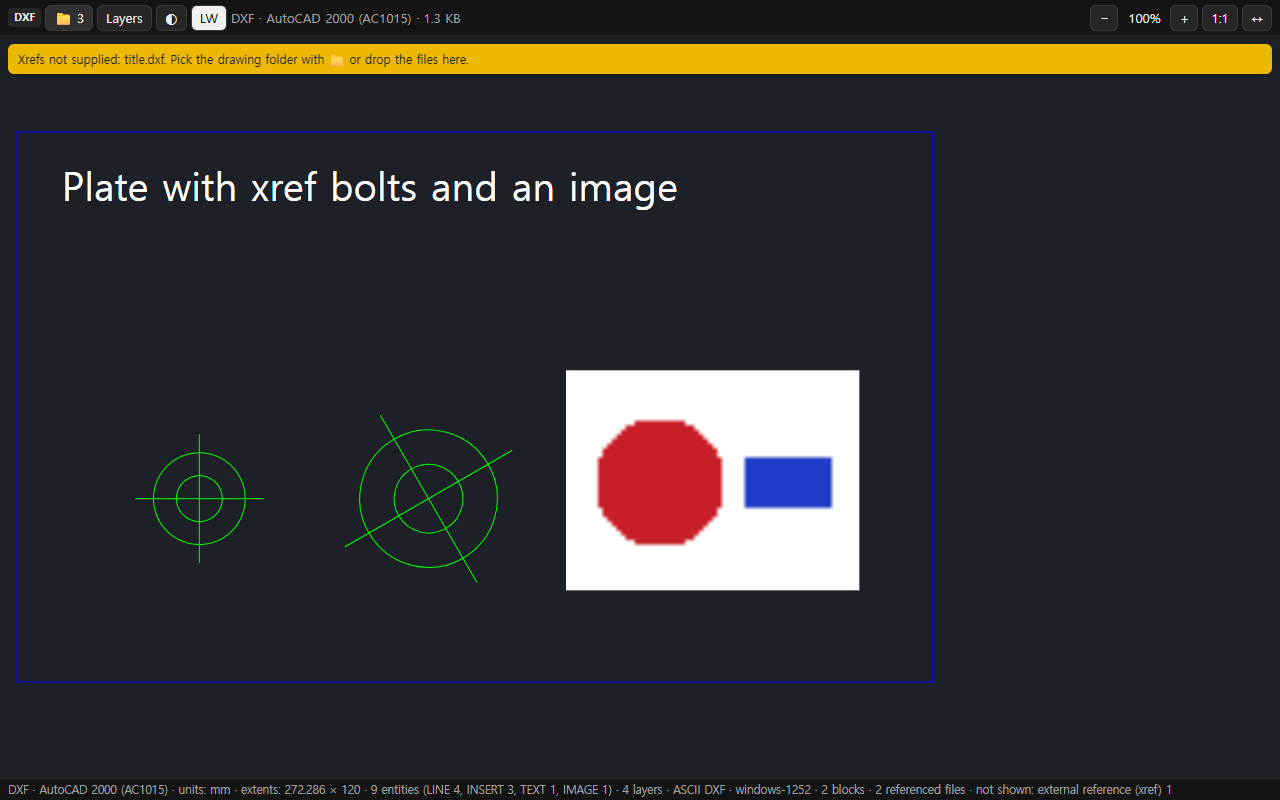 DXF 3 Layers LW DXF · AutoCAD 2000 (AC1015) · 1.3 KB − 100% + 1:1 ↔
Xrefs not supplied: title.dxf. Pick the drawing folder with 📁 or drop the files here.
Plate with xref bolts and an image
DXF · AutoCAD 2000 (AC1015) · units: mm · extents: 272.286 × 120 · 9 entities (LINE 4, INSERT 3, TEXT 1, IMAGE 1) · 4 layers · ASCII DXF · windows-1252 · 2 blocks · 2 referenced files · not shown: external reference (xref) 1